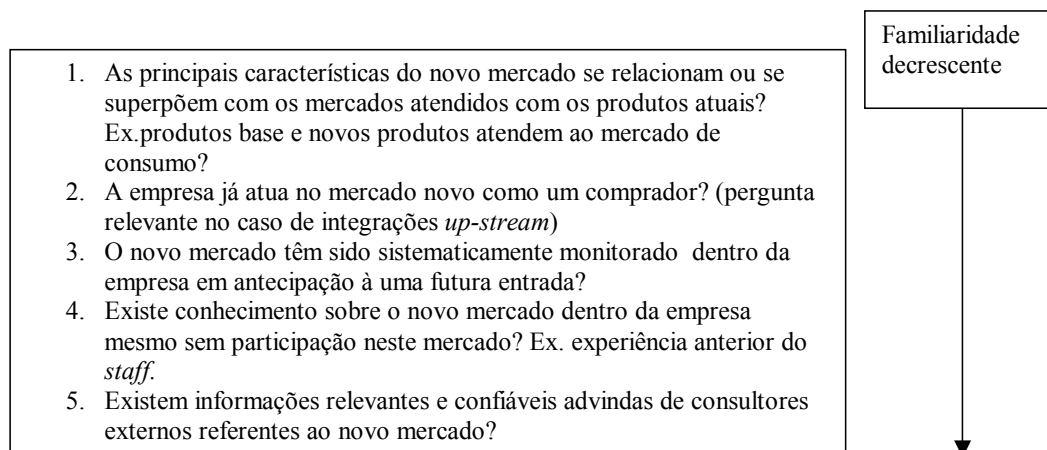 1. As principais características do novo mercado se relacionam ou se
superpõem com os mercados atendidos com os produtos atuais?
Ex.produtos base e novos produtos atendem ao mercado de
consumo?
2. A empresa já atua no mercado novo como um comprador? (pergunta
relevante no caso de integrações up-stream)
3. O novo mercado têm sido sistematicamente monitorado dentro da
empresa em antecipação à uma futura entrada?
4. Existe conhecimento sobre o novo mercado dentro da empresa
mesmo sem participação neste mercado? Ex. experiência anterior do
staff.
5. Existem informações relevantes e confiáveis advindas de consultores
externos referentes ao novo mercado?
Familiaridade
decrescente